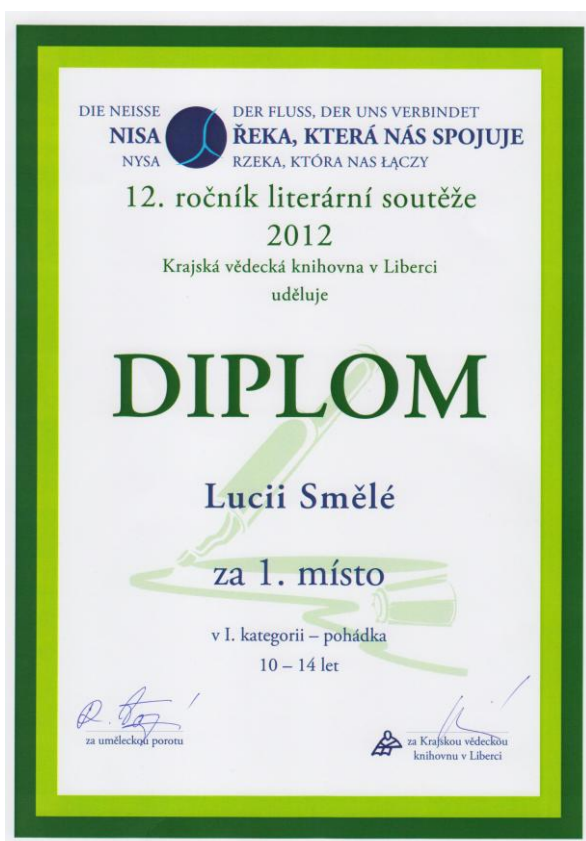 DIE NEISSE DER FLUSS, DER UNS VERBINDET
NISA ŘEKA, KTERÁ NÁS SPOJUJE
NYSA RZEKA, KTÓRA NAS ŁĄCZY
12. ročník literární soutěže
2012
Krajská vědecká knihovna v Liberci
uděluje
DIPLOM
Lucii Smělé
za 1. místo
v I. kategorii – pohádka
10 – 14 let
za uměleckou porotu
za Krajskou vědeckou
knihovnu v Liberci